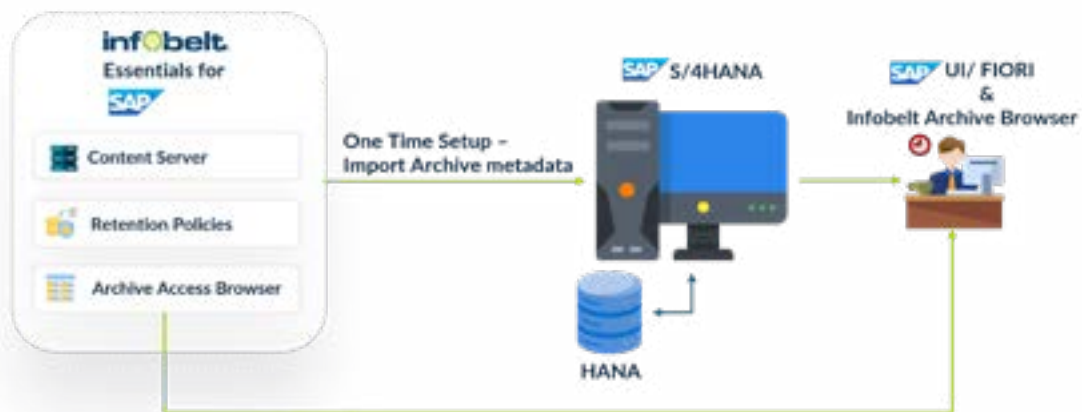 infobelt
Essentials for
SAP
Content Server
Retention Policies
Archive Access Browser
One Time Setup –
Import Archive metadata
SAP S/4HANA
HANA
SAP UI/ FIORI
&
Infobelt Archive Browser